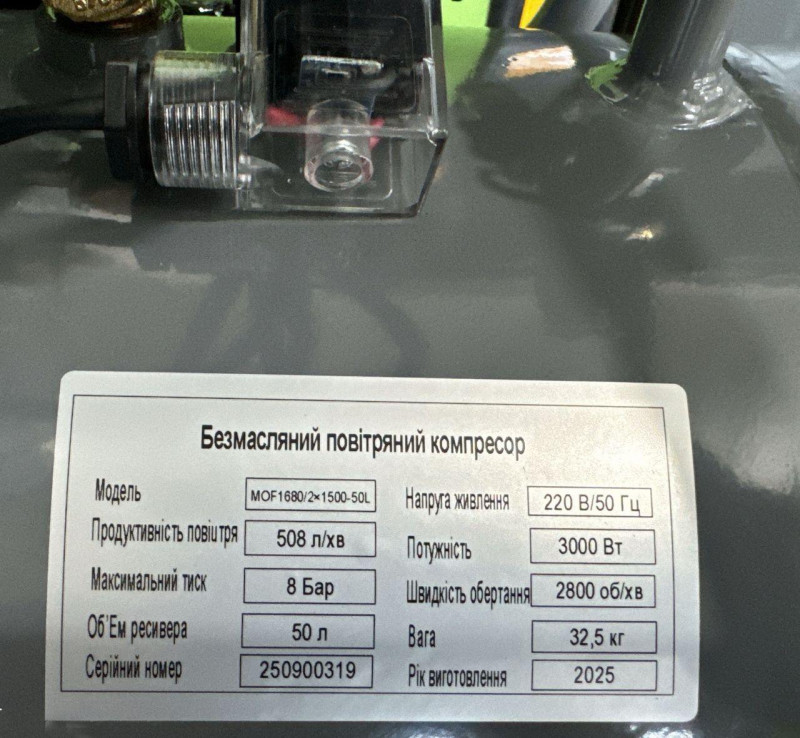 Безмасляний повітряний компресор
Модель MOF1680/2×1500-50L Напруга живлення 220 В/50 Гц
Продуктивність повіитря 508 л/хв Потужність 3000 Вт
Максимальний тиск 8 Бар Швидкість обертання 2800 об/хв
Об'Ем ресивера 50 л Вага 32,5 кг
Серійний номер 250900319 Рік виготовлення 2025